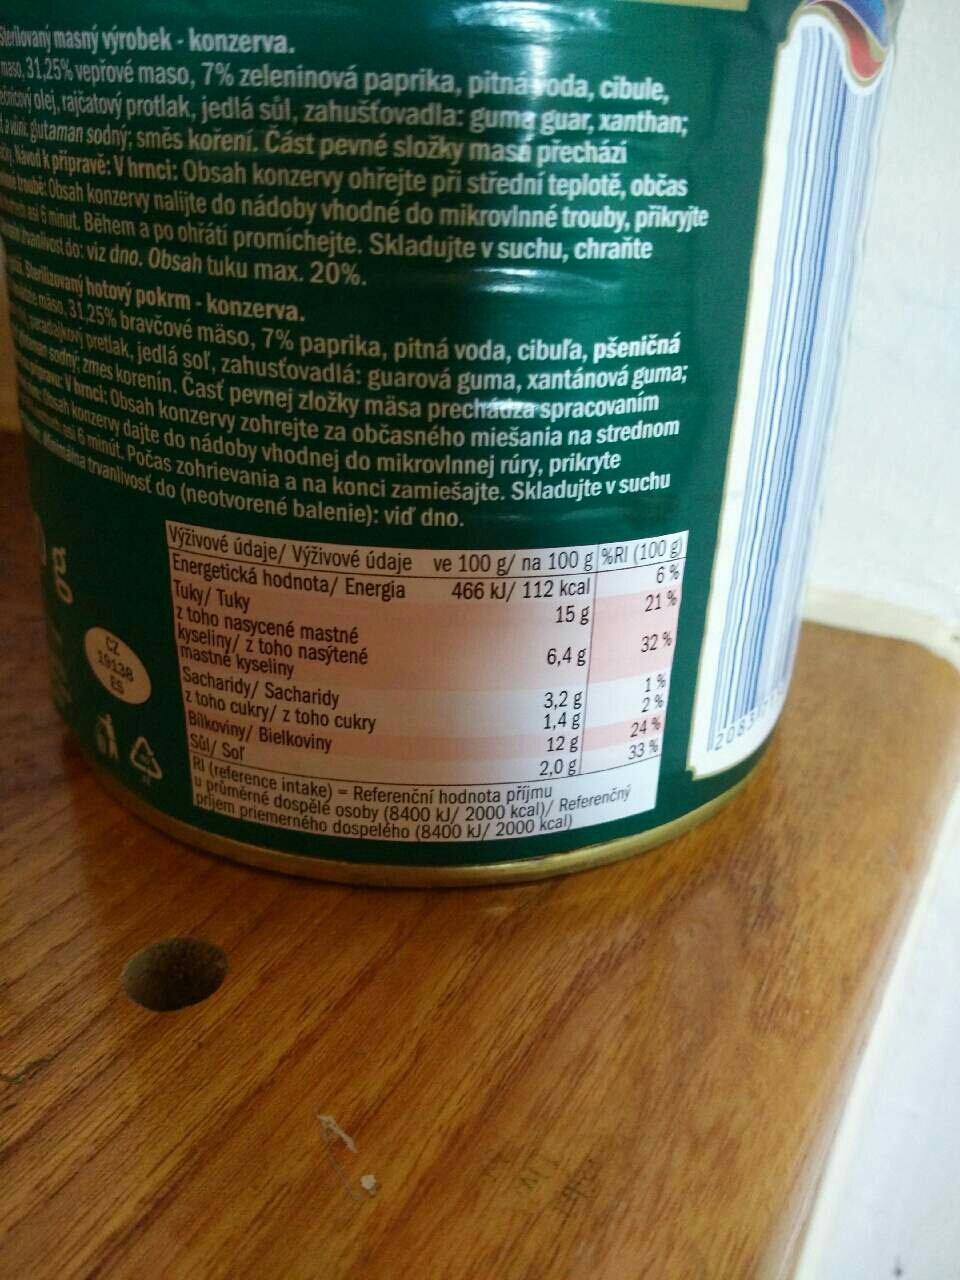 Sterilovaný masný výrobek - konzerva.
maso, 31,25% vepřové maso, 7% zeleninová paprika, pitná voda, cibule,
olej, rajčatový protlak, jedlá sůl, zahušťovadla: guma guar, xanthan;
glutaman sodný; směs koření. Část pevné složky masa přechází
Návod k přípravě: V hrnci: Obsah konzervy ohřejte při střední teplotě, občas
troubě: Obsah konzervy nalijte do nádoby vhodné do mikrovlnné trouby, přikryjte
asi 6 minut. Během a po ohřátí promíchejte. Skladujte v suchu, chraňte
trvanlivost do: viz dno. Obsah tuku max. 20%.
Sterilizovaný hotový pokrm - konzerva.
mäso, 31,25% bravčové mäso, 7% paprika, pitná voda, cibuľa, pšeničná
paradajkový pretlak, jedlá soľ, zahusťovadlá: guarová guma, xantánová guma;
sodný; zmes korenín. Časť pevnej zložky mäsa prechádza spracovaním
V hrnci: Obsah konzervy zohrejte za občasného miešania na strednom
Obsah konzervy dajte do nádoby vhodnej do mikrovlnnej rúry, prikryte
asi 6 minút. Počas zohrievania a na konci zamiešajte. Skladujte v suchu
Minimálna trvanlivosť do (neotvorené balenie): viď dno.
g
Výživové údaje/ Výživové údaje ve 100 g/ na 100 g %RI (100 g)
Energetická hodnota/ Energia 466 kJ/ 112 kcal 6 %
Tuky/ Tuky 15 g 21 %
z toho nasycené mastné
kyseliny/ z toho nasýtené
mastné kyseliny 6,4 g 32 %
Sacharidy/ Sacharidy 3,2 g 1 %
z toho cukry/ z toho cukry 1,4 g 2 %
Bílkoviny/ Bielkoviny 12 g 24 %
Sůl/ Soľ 2,0 g 33 %
RI (reference intake) = Referenční hodnota příjmu
u průměrné dospělé osoby (8400 kJ/ 2000 kcal)/ Referenčný
príjem priemerného dospelého (8400 kJ/ 2000 kcal)
CZ
19138
ES